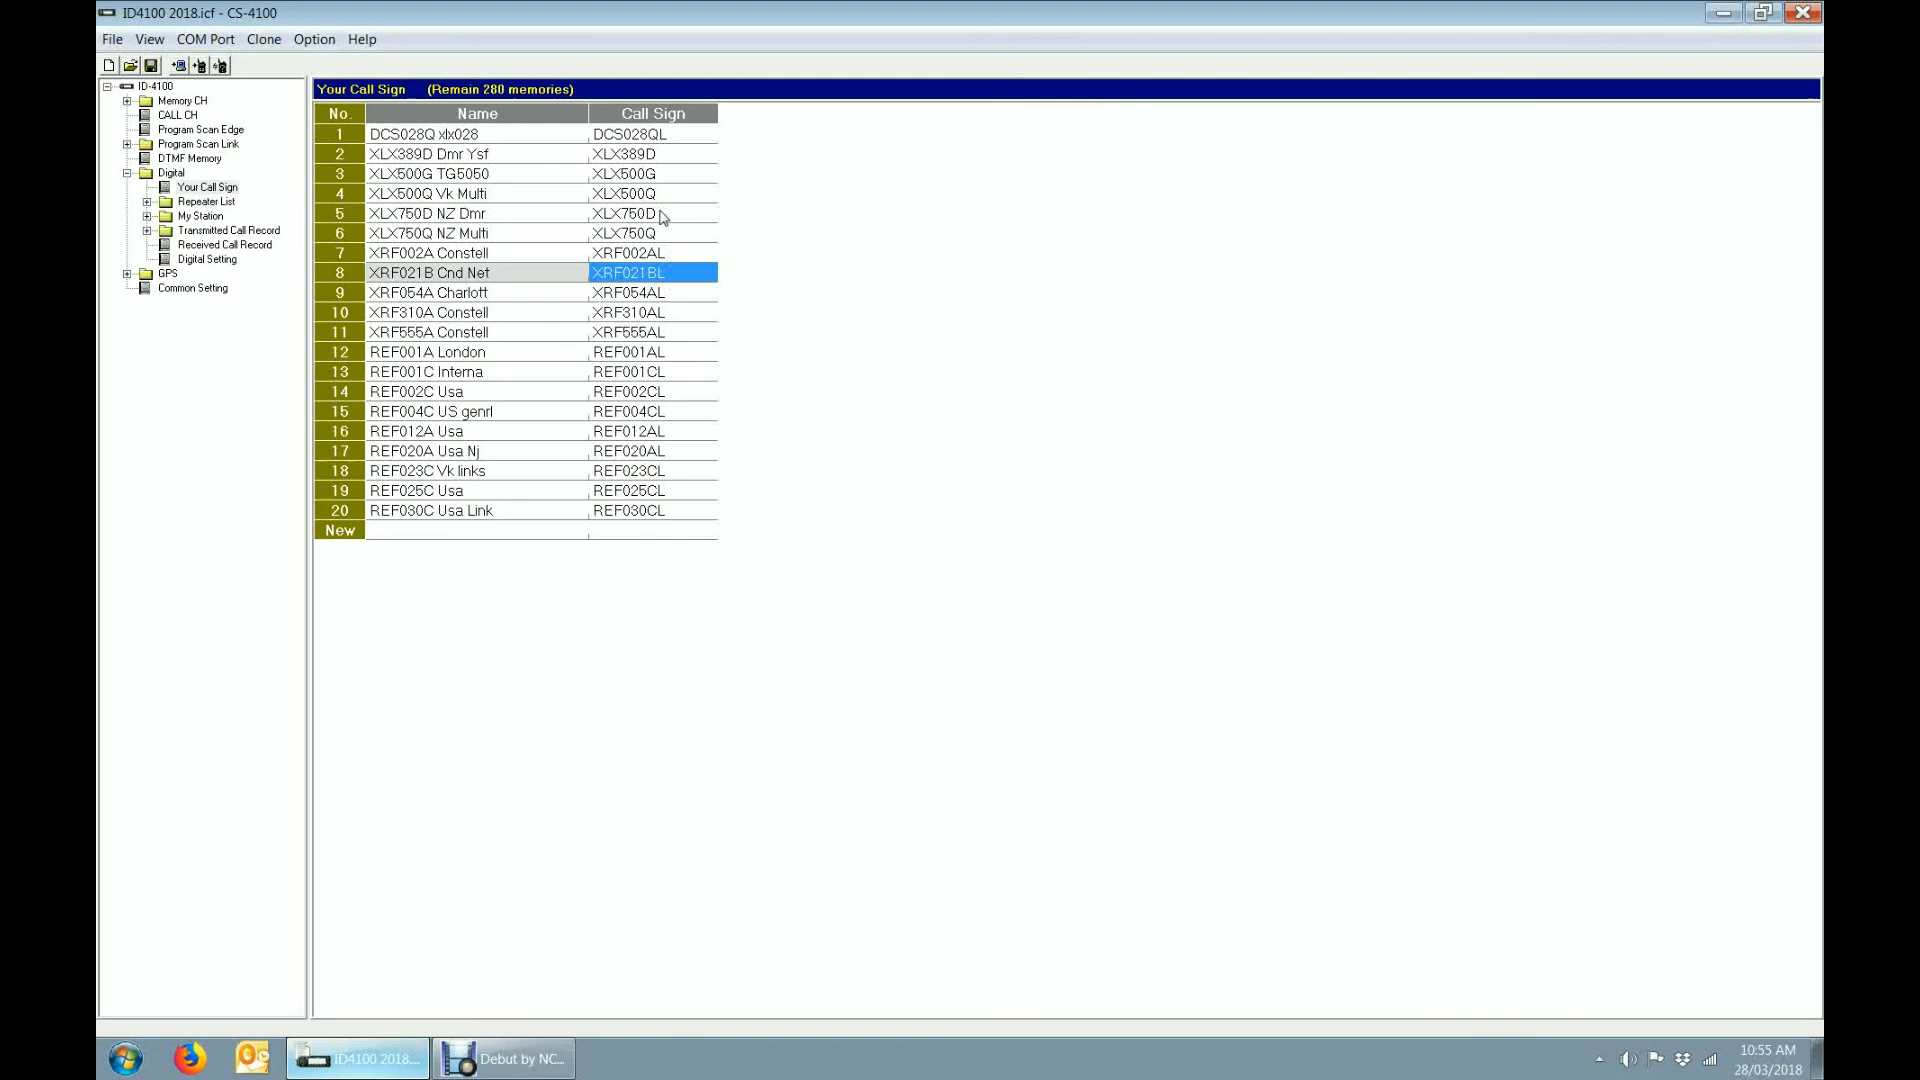 ID4100 2018.icf - CS-4100
File View COM Port Clone Option Help
ID-4100
Memory CH
CALL CH
Program Scan Edge
Program Scan Link
DTMF Memory
Digital
Your Call Sign
Repeater List
My Station
Transmitted Call Record
Received Call Record
Digital Setting
GPS
Common Setting
Your Call Sign (Remain 280 memories)
No. Name Call Sign
1 DCS028Q xlx028 DCS028QL
2 XLX389D Dmr Ysf XLX389D
3 XLX500G TG5050 XLX500G
4 XLX500Q Vk Multi XLX500Q
5 XLX750D NZ Dmr XLX750D
6 XLX750Q NZ Multi XLX750Q
7 XRF002A Constell XRF002AL
8 XRF021B Cnd Net XRF021BL
9 XRF054A Charlott XRF054AL
10 XRF310A Constell XRF310AL
11 XRF555A Constell XRF555AL
12 REF001A London REF001AL
13 REF001C Interna REF001CL
14 REF002C Usa REF002CL
15 REF004C US genrl REF004CL
16 REF012A Usa REF012AL
17 REF020A Usa Nj REF020AL
18 REF023C Vk links REF023CL
19 REF025C Usa REF025CL
20 REF030C Usa Link REF030CL
New
ID4100 2018... Debut by NC... 10:55 AM
28/03/2018